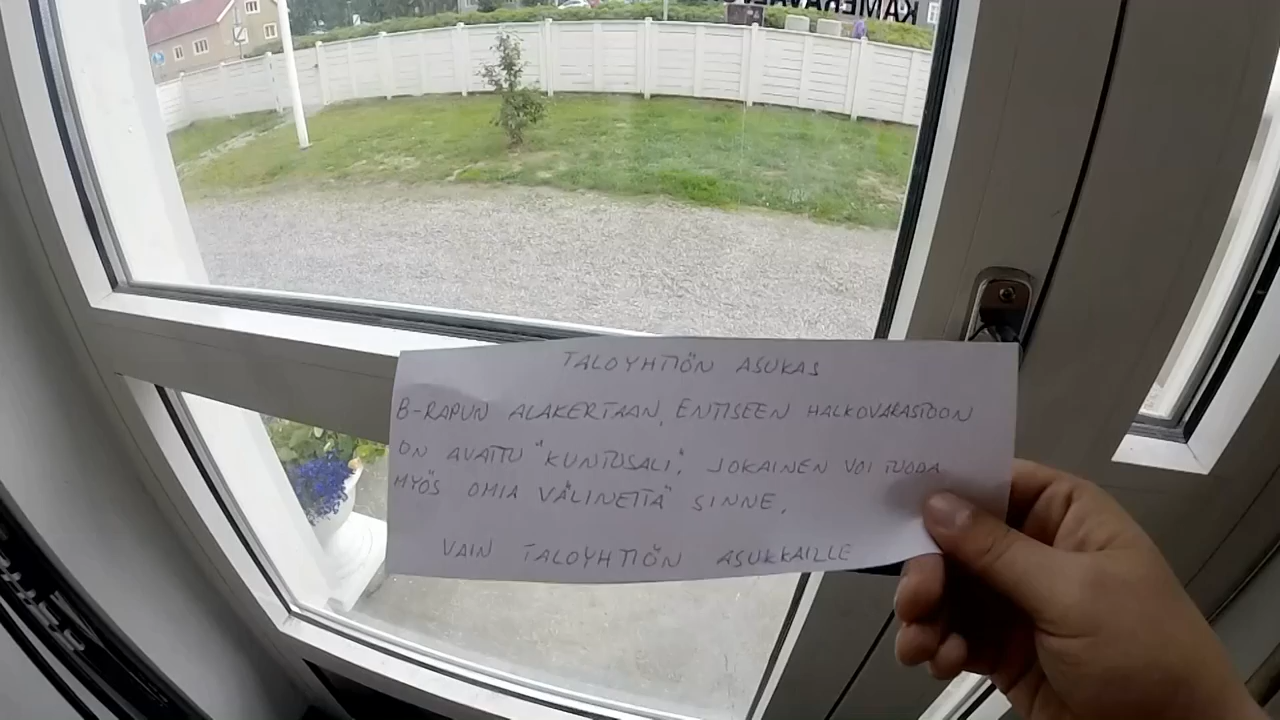 KAMERAVAL
TALOYHTIÖN ASUKAS
B-RAPUN ALAKERTAAN, ENTISEEN HALKOVARASTOON
ON AVATTU "KUNTOSALI". JOKAINEN VOI TUODA
MYÖS OMIA VÄLINEITÄ SINNE.
VAIN TALOYHTIÖN ASUKKAILLE